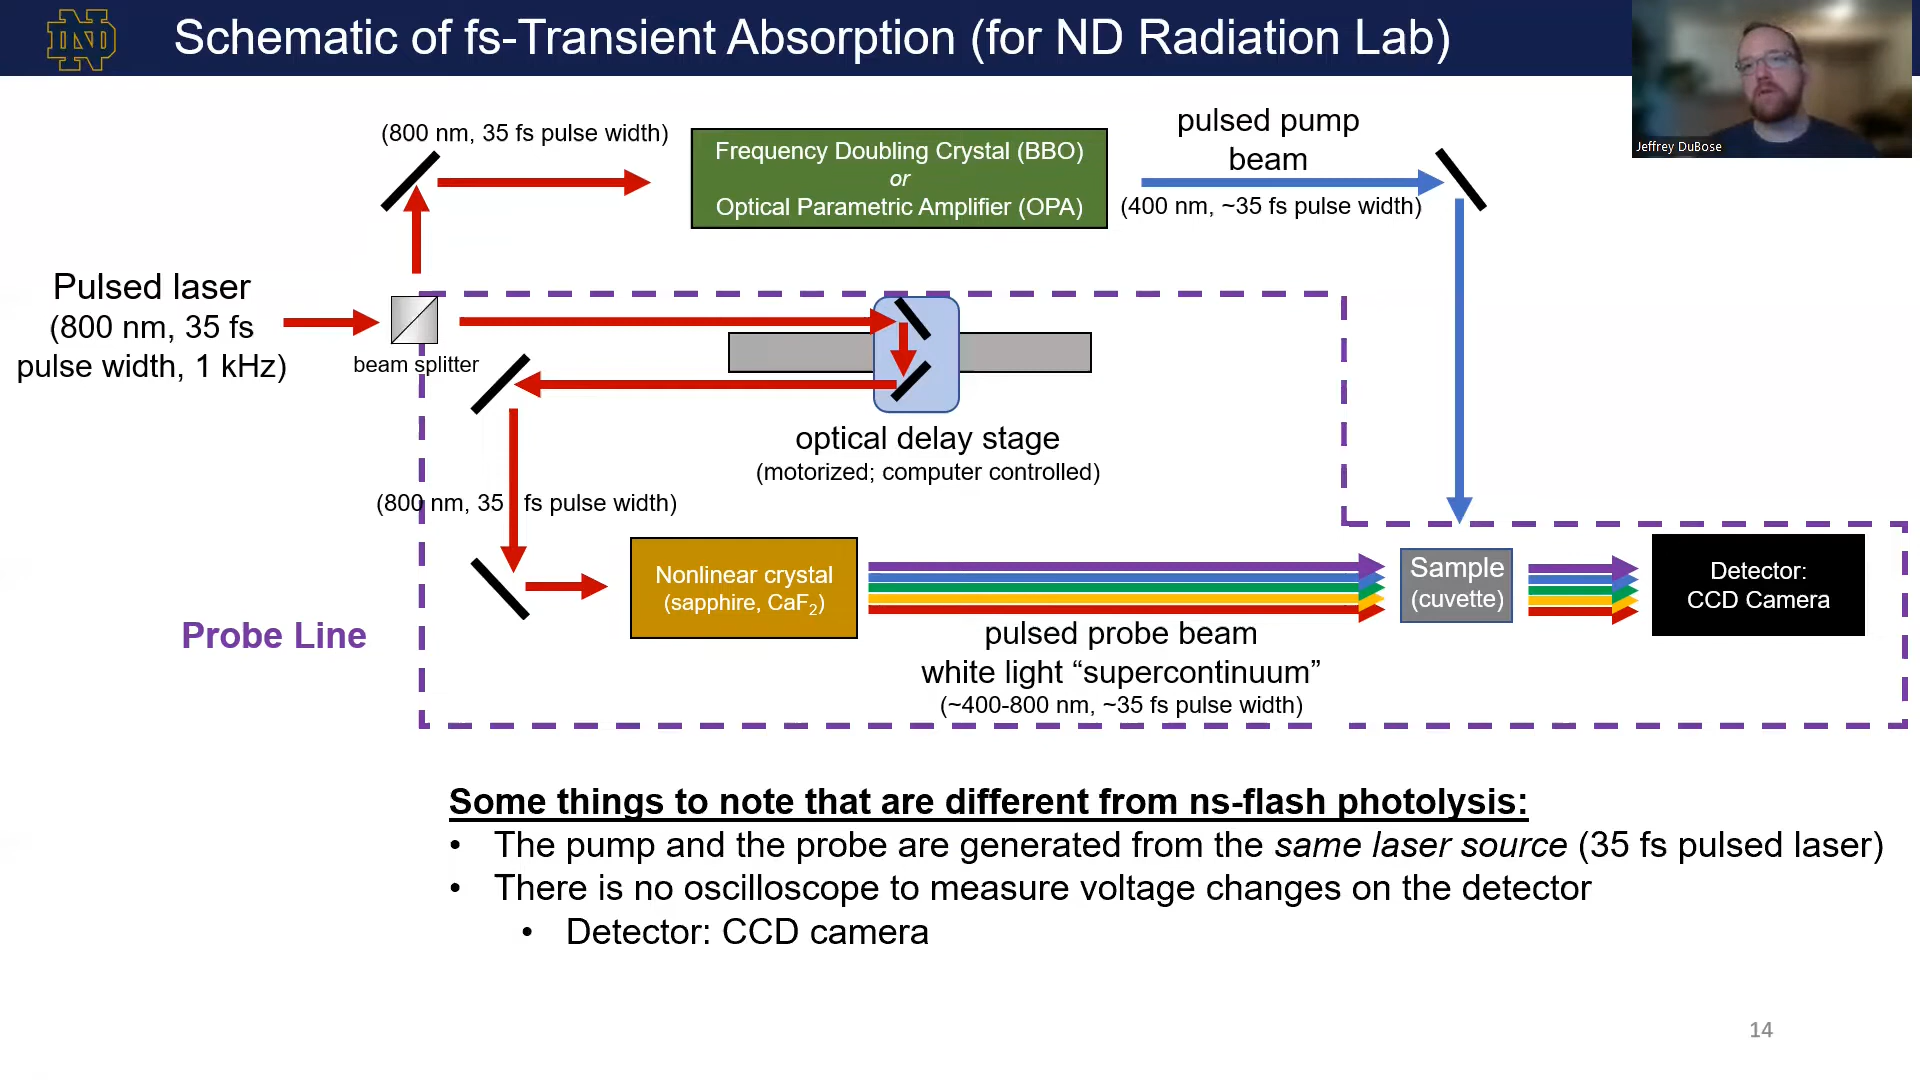 Schematic of fs-Transient Absorption (for ND Radiation Lab)
ND
Jeffrey DuBose
(800 nm, 35 fs pulse width)
Frequency Doubling Crystal (BBO)
or
Optical Parametric Amplifier (OPA)
pulsed pump
beam
(400 nm, ~35 fs pulse width)
Pulsed laser
(800 nm, 35 fs
pulse width, 1 kHz)
beam splitter
optical delay stage
(motorized; computer controlled)
(800 nm, 35 fs pulse width)
Nonlinear crystal
(sapphire, CaF₂)
Sample
(cuvette)
Detector:
CCD Camera
Probe Line
pulsed probe beam
white light “supercontinuum”
(~400-800 nm, ~35 fs pulse width)
Some things to note that are different from ns-flash photolysis:
• The pump and the probe are generated from the same laser source (35 fs pulsed laser)
• There is no oscilloscope to measure voltage changes on the detector
• Detector: CCD camera
14